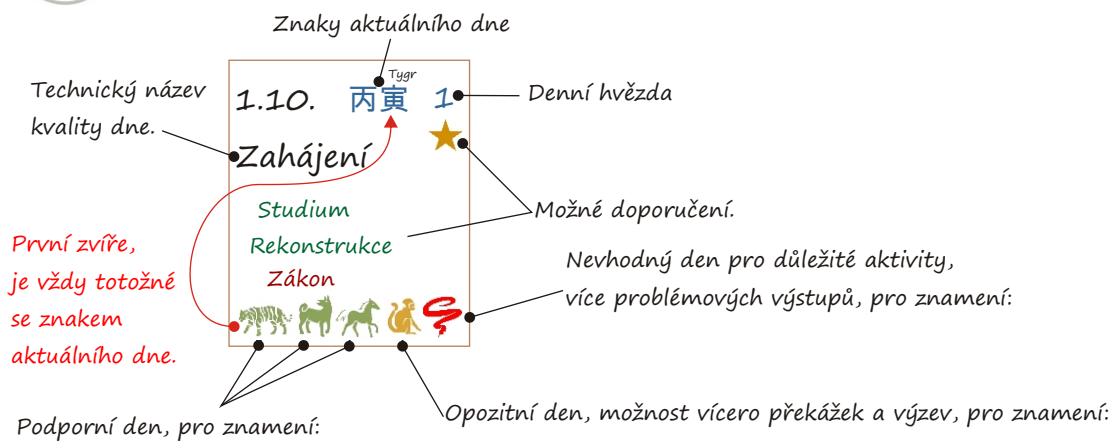 Znaky aktuálního dne
Tygr
Technický název
kvality dne.
1.10. 丙寅 1
Denní hvězda
Zahájení
Studium
Rekonstrukce
Zákon
Možné doporučení.
První zvíře,
je vždy totožné
se znakem
aktuálního dne.
Nevhodný den pro důležité aktivity,
více problémových výstupů, pro znamení:
Podporní den, pro znamení:
Opozitní den, možnost vícero překážek a výzev, pro znamení: